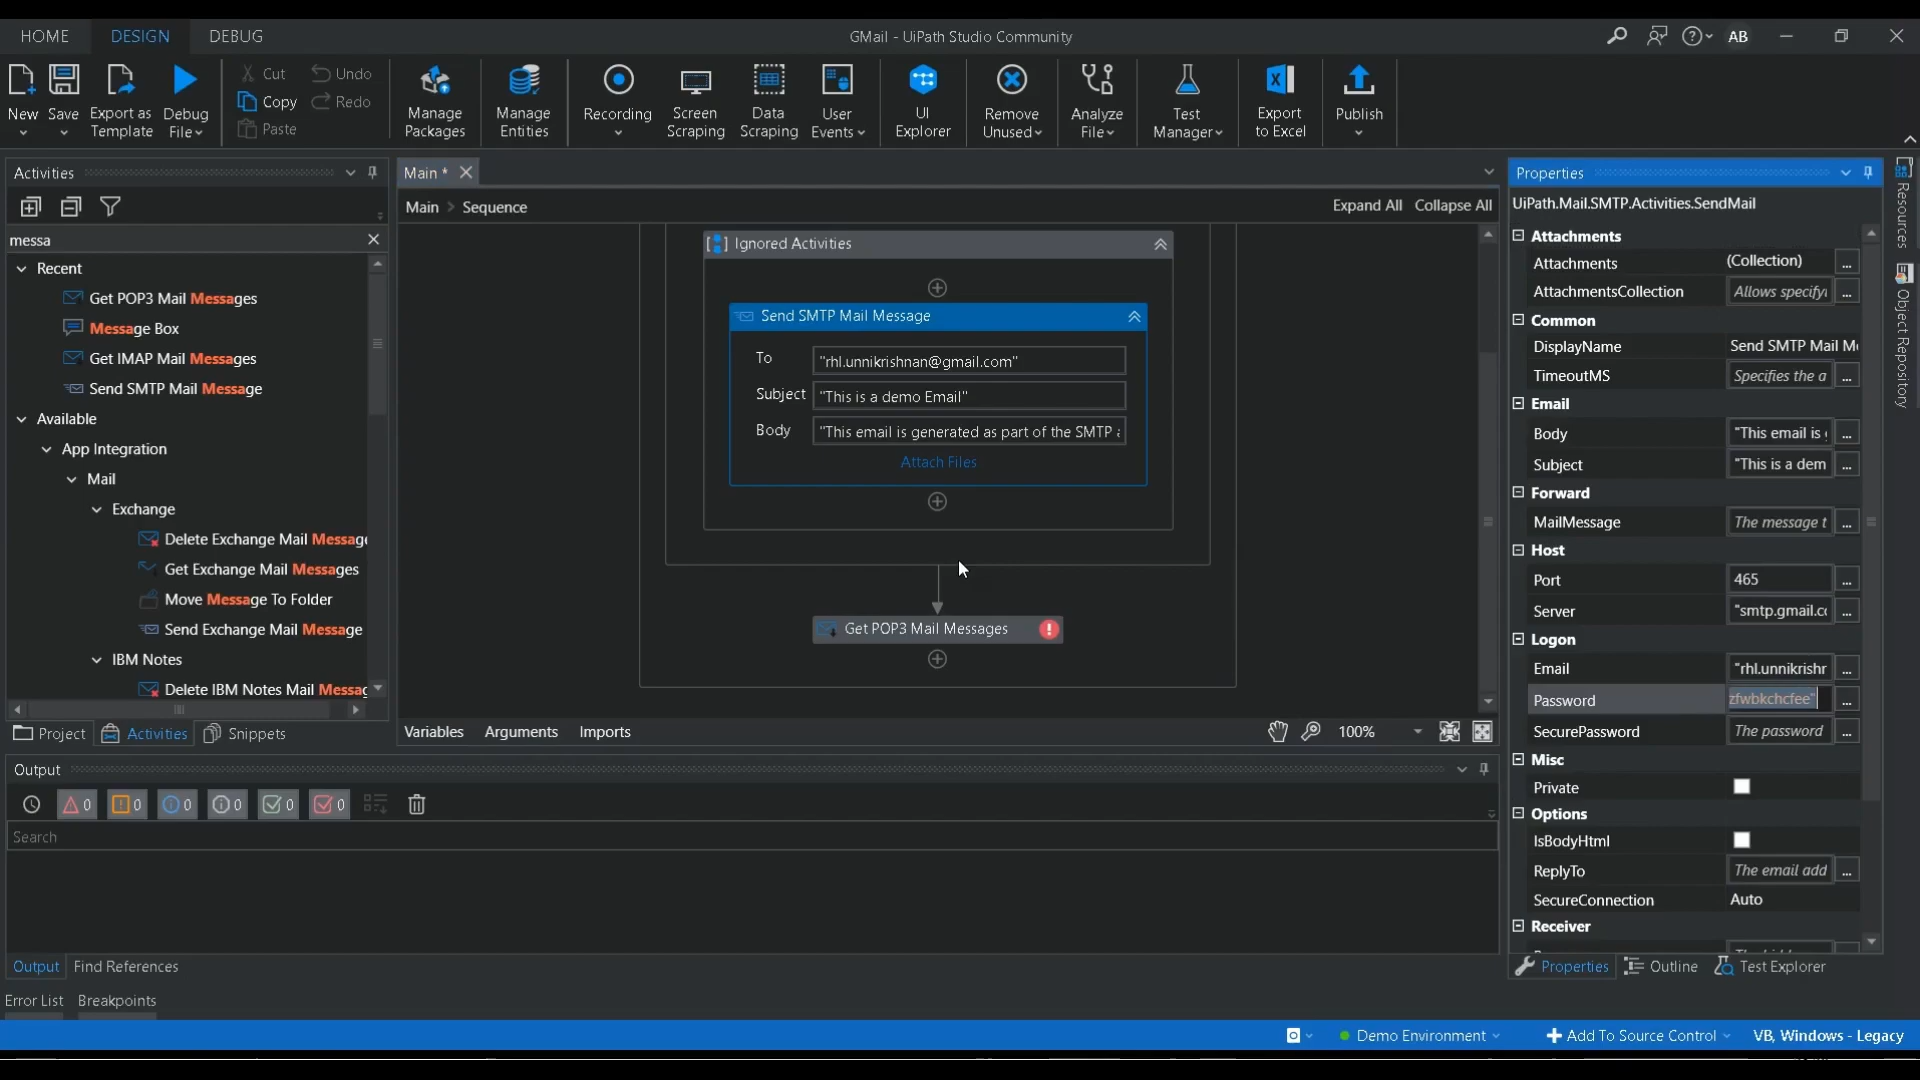 HOME DESIGN DEBUG GMail - UiPath Studio Community AB
New Save Export as Template Debug File Cut Copy Paste Undo Redo Manage Packages Manage Entities Recording Screen Scraping Data Scraping User Events UI Explorer Remove Unused Analyze File Test Manager Export to Excel Publish
Activities
messa
Recent
Get POP3 Mail Messages
Message Box
Get IMAP Mail Messages
Send SMTP Mail Message
Available
App Integration
Mail
Exchange
Delete Exchange Mail Message
Get Exchange Mail Messages
Move Message To Folder
Send Exchange Mail Message
IBM Notes
Delete IBM Notes Mail Messag
Project Activities Snippets
Main *
Main > Sequence Expand All Collapse All
Ignored Activities
Send SMTP Mail Message
To "rhl.unnikrishnan@gmail.com"
Subject "This is a demo Email"
Body "This email is generated as part of the SMTP
Attach Files
Get POP3 Mail Messages
Variables Arguments Imports 100%
Output
0 0 0 0 0 0
Search
Output Find References
Error List Breakpoints
Properties
UiPath.Mail.SMTP.Activities.SendMail
Attachments
Attachments (Collection) ...
AttachmentsCollection Allows specify ...
Common
DisplayName Send SMTP Mail M
TimeoutMS Specifies the a ...
Email
Body "This email is ...
Subject "This is a dem ...
Forward
MailMessage The message t ...
Host
Port 465 ...
Server "smtp.gmail.c ...
Logon
Email "rhl.unnikrishr ...
Password zfwbkchcfee" ...
SecurePassword The password ...
Misc
Private
Options
IsBodyHtml
ReplyTo The email add ...
SecureConnection Auto
Receiver
Properties Outline Test Explorer
Resources
Object Repository
Demo Environment Add To Source Control VB, Windows - Legacy